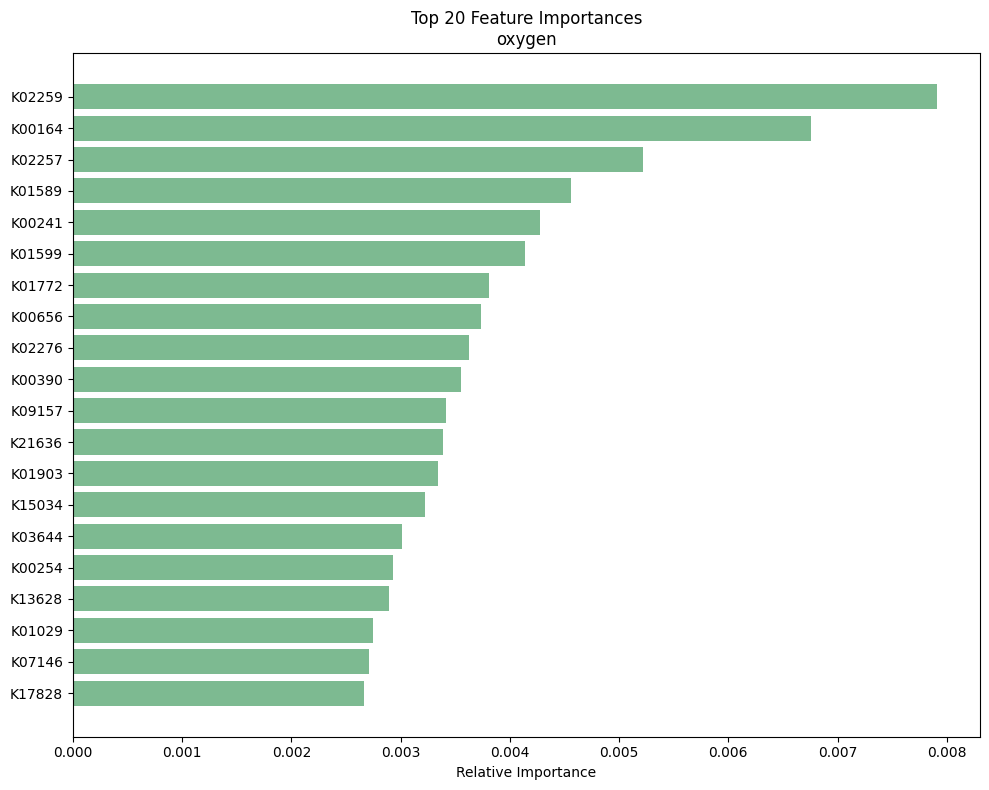 Top 20 Feature Importances
oxygen
K02259
K00164
K02257
K01589
K00241
K01599
K01772
K00656
K02276
K00390
K09157
K21636
K01903
K15034
K03644
K00254
K13628
K01029
K07146
K17828
0.000 0.001 0.002 0.003 0.004 0.005 0.006 0.007 0.008
Relative Importance